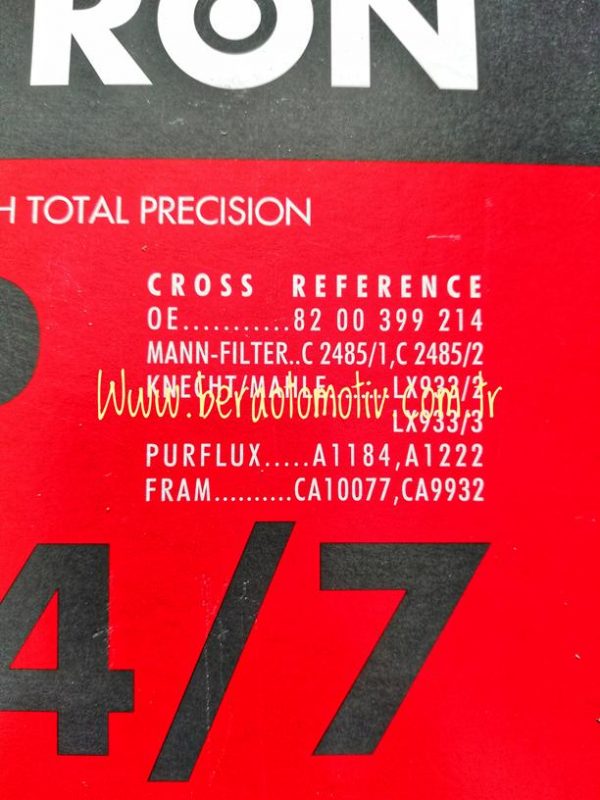 RON
H TOTAL PRECISION
CROSS REFERENCE
OE...........82 00 399 214
MANN-FILTER..C 2485/1,C 2485/2
KNECHT/MAHLE.......LX933/2
www.berdotomotiv.com.tr
LX933/3
PURFLUX.....A1184,A1222
FRAM..........CA10077,CA9932
4/7